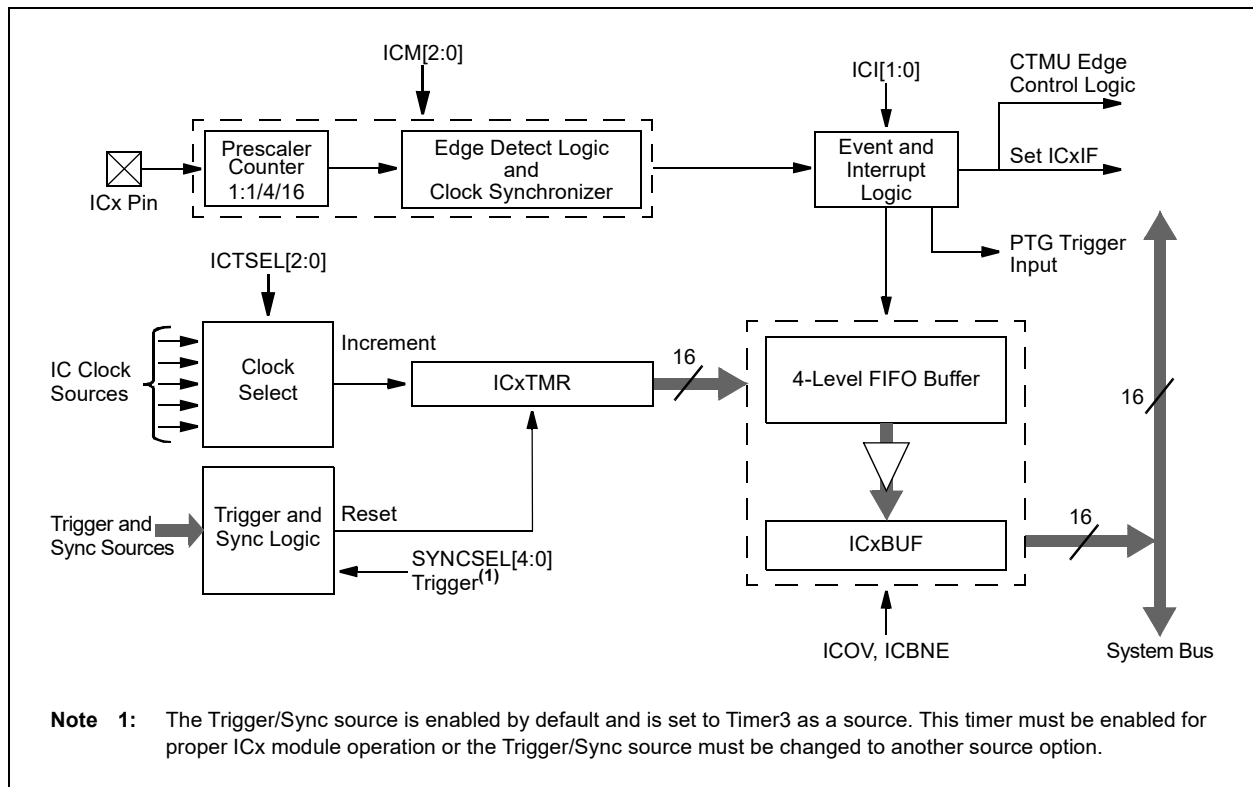 ICM[2:0]
ICI[1:0]
CTMU Edge
Control Logic
Prescaler
Counter
1:1/4/16
Edge Detect Logic
and
Clock Synchronizer
Event and
Interrupt
Logic
Set ICxIF
ICx Pin
PTG Trigger
Input
ICTSEL[2:0]
IC Clock
Sources
Clock
Select
Increment
ICxTMR
16
4-Level FIFO Buffer
16
Trigger and
Sync Sources
Trigger and
Sync Logic
Reset
SYNCSEL[4:0]
Trigger(1)
ICxBUF
16
ICOV, ICBNE
System Bus
Note 1: The Trigger/Sync source is enabled by default and is set to Timer3 as a source. This timer must be enabled for
proper ICx module operation or the Trigger/Sync source must be changed to another source option.